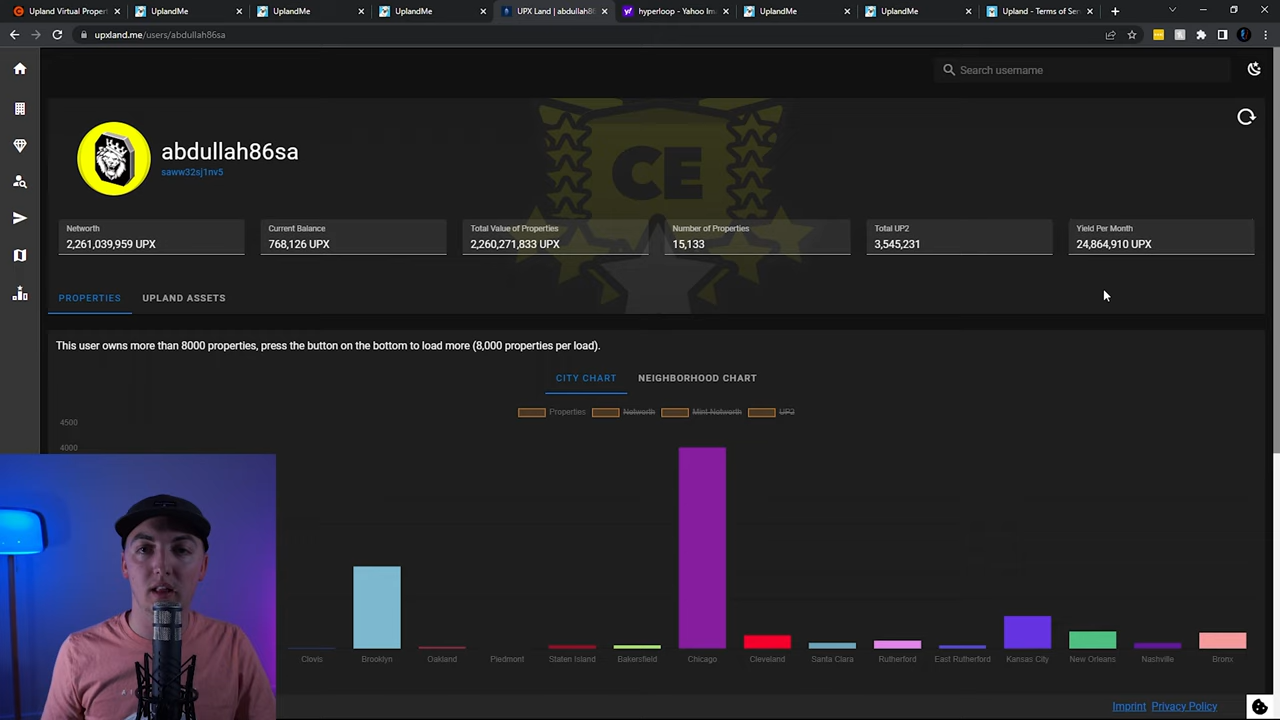 Upland Virtual Propert
UplandMe
UplandMe
UplandMe
UPX Land | abdullah8
hyperloop - Yahoo Im
UplandMe
UplandMe
Upland - Terms of Serv
upxland.me/users/abdullah86sa
Search username
CE
abdullah86sa
saww32sj1nv5
Networth
2,261,039,959 UPX
Current Balance
768,126 UPX
Total Value of Properties
2,260,271,833 UPX
Number of Properties
15,133
Total UP2
3,545,231
Yield Per Month
24,864,910 UPX
PROPERTIES
UPLAND ASSETS
This user owns more than 8000 properties, press the button on the bottom to load more (8,000 properties per load).
CITY CHART
NEIGHBORHOOD CHART
Properties
Networth
Mint Networth
UP2
4500
4000
Clovis
Brooklyn
Oakland
Piedmont
Staten Island
Bakersfield
Chicago
Cleveland
Santa Clara
Rutherford
East Rutherford
Kansas City
New Orleans
Nashville
Bronx
Imprint
Privacy Policy